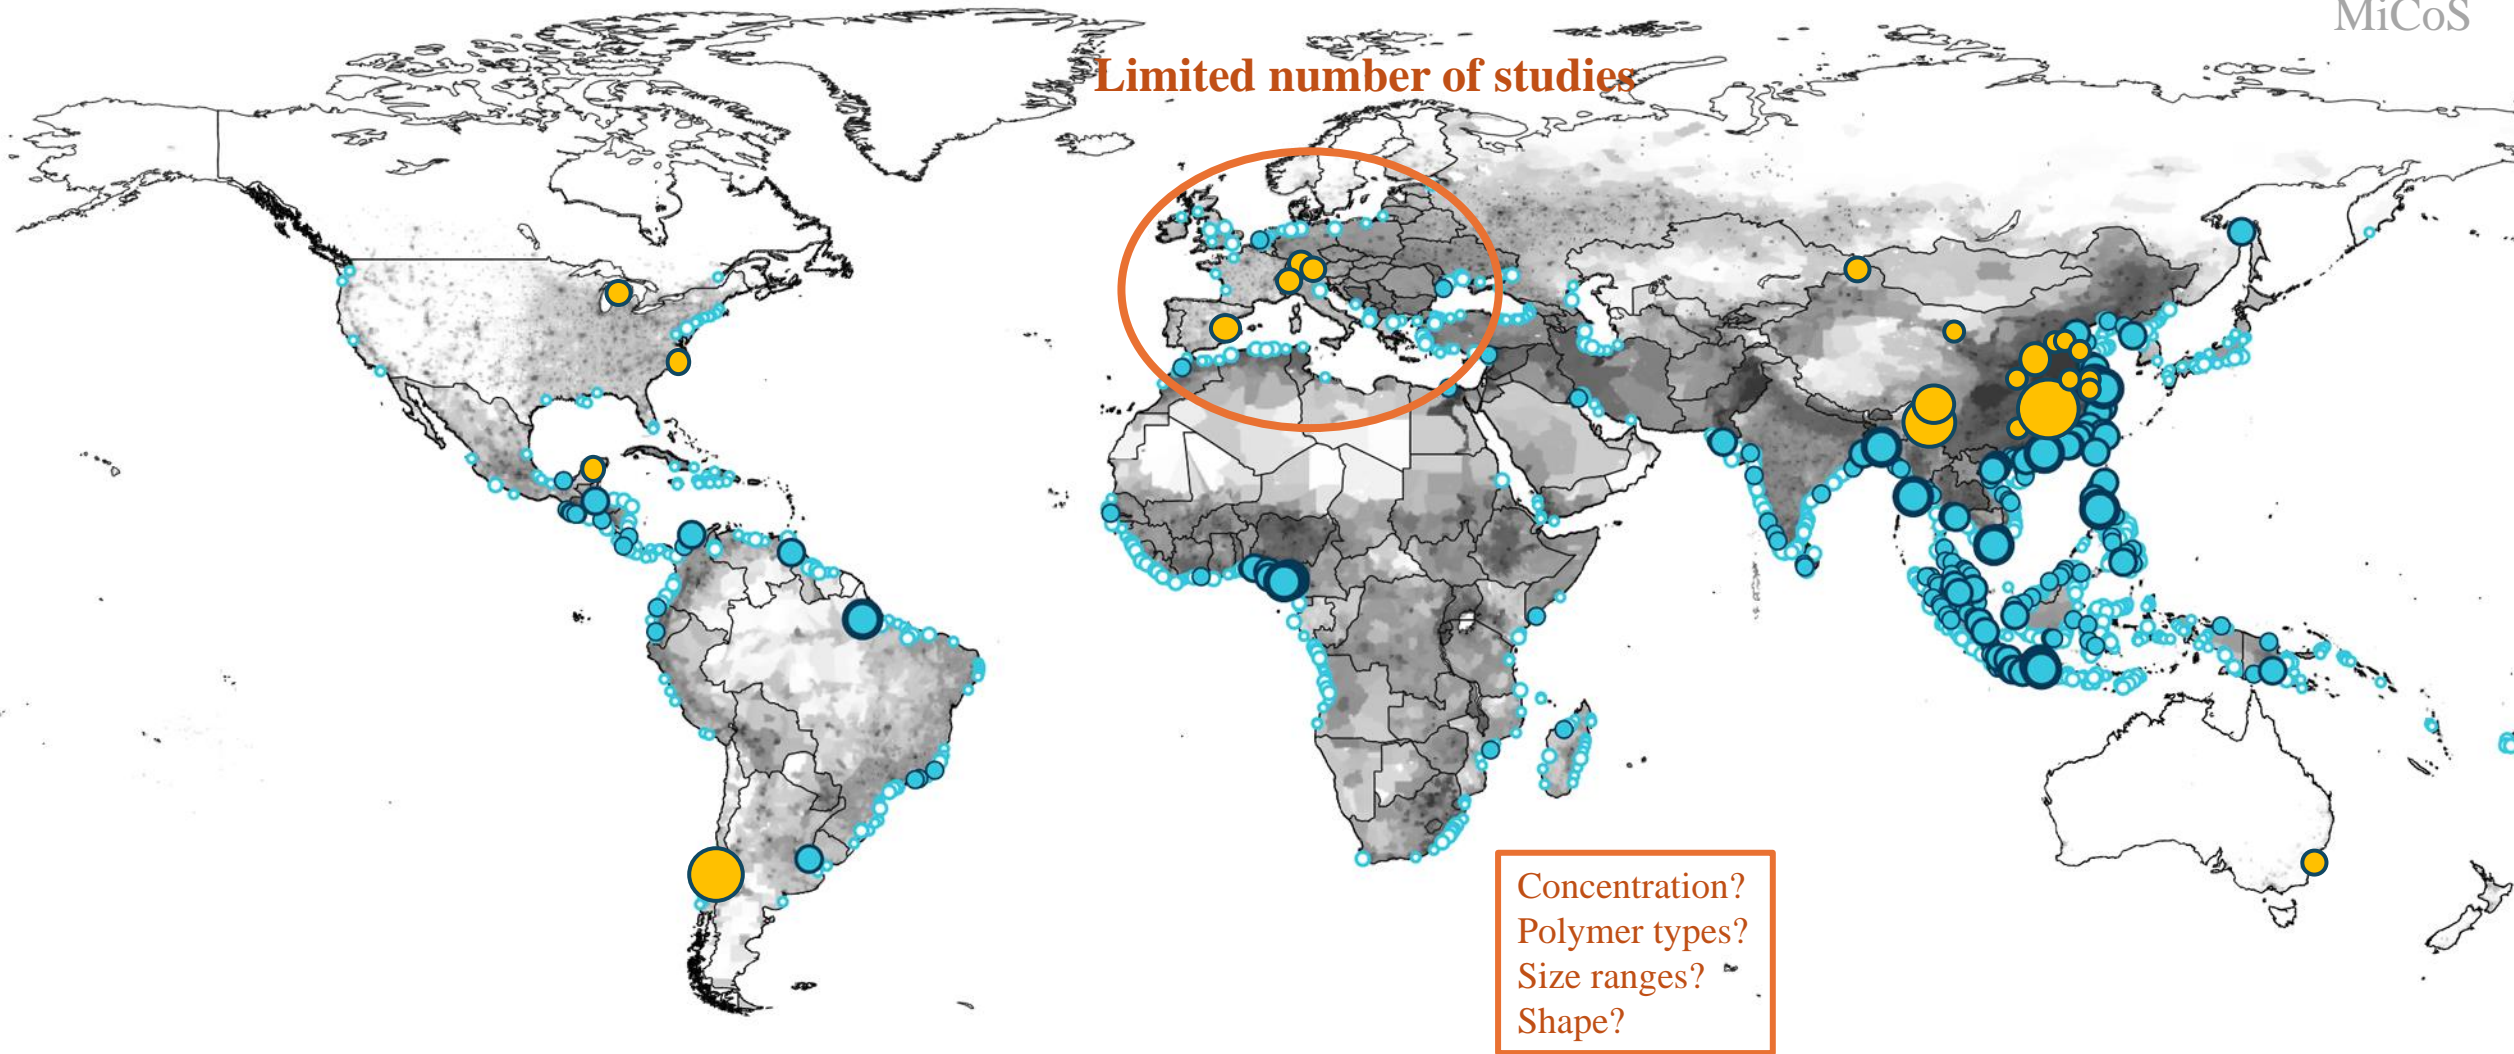 MiCoS
Limited number of studies
Concentration?
Polymer types?
Size ranges?
Shape?